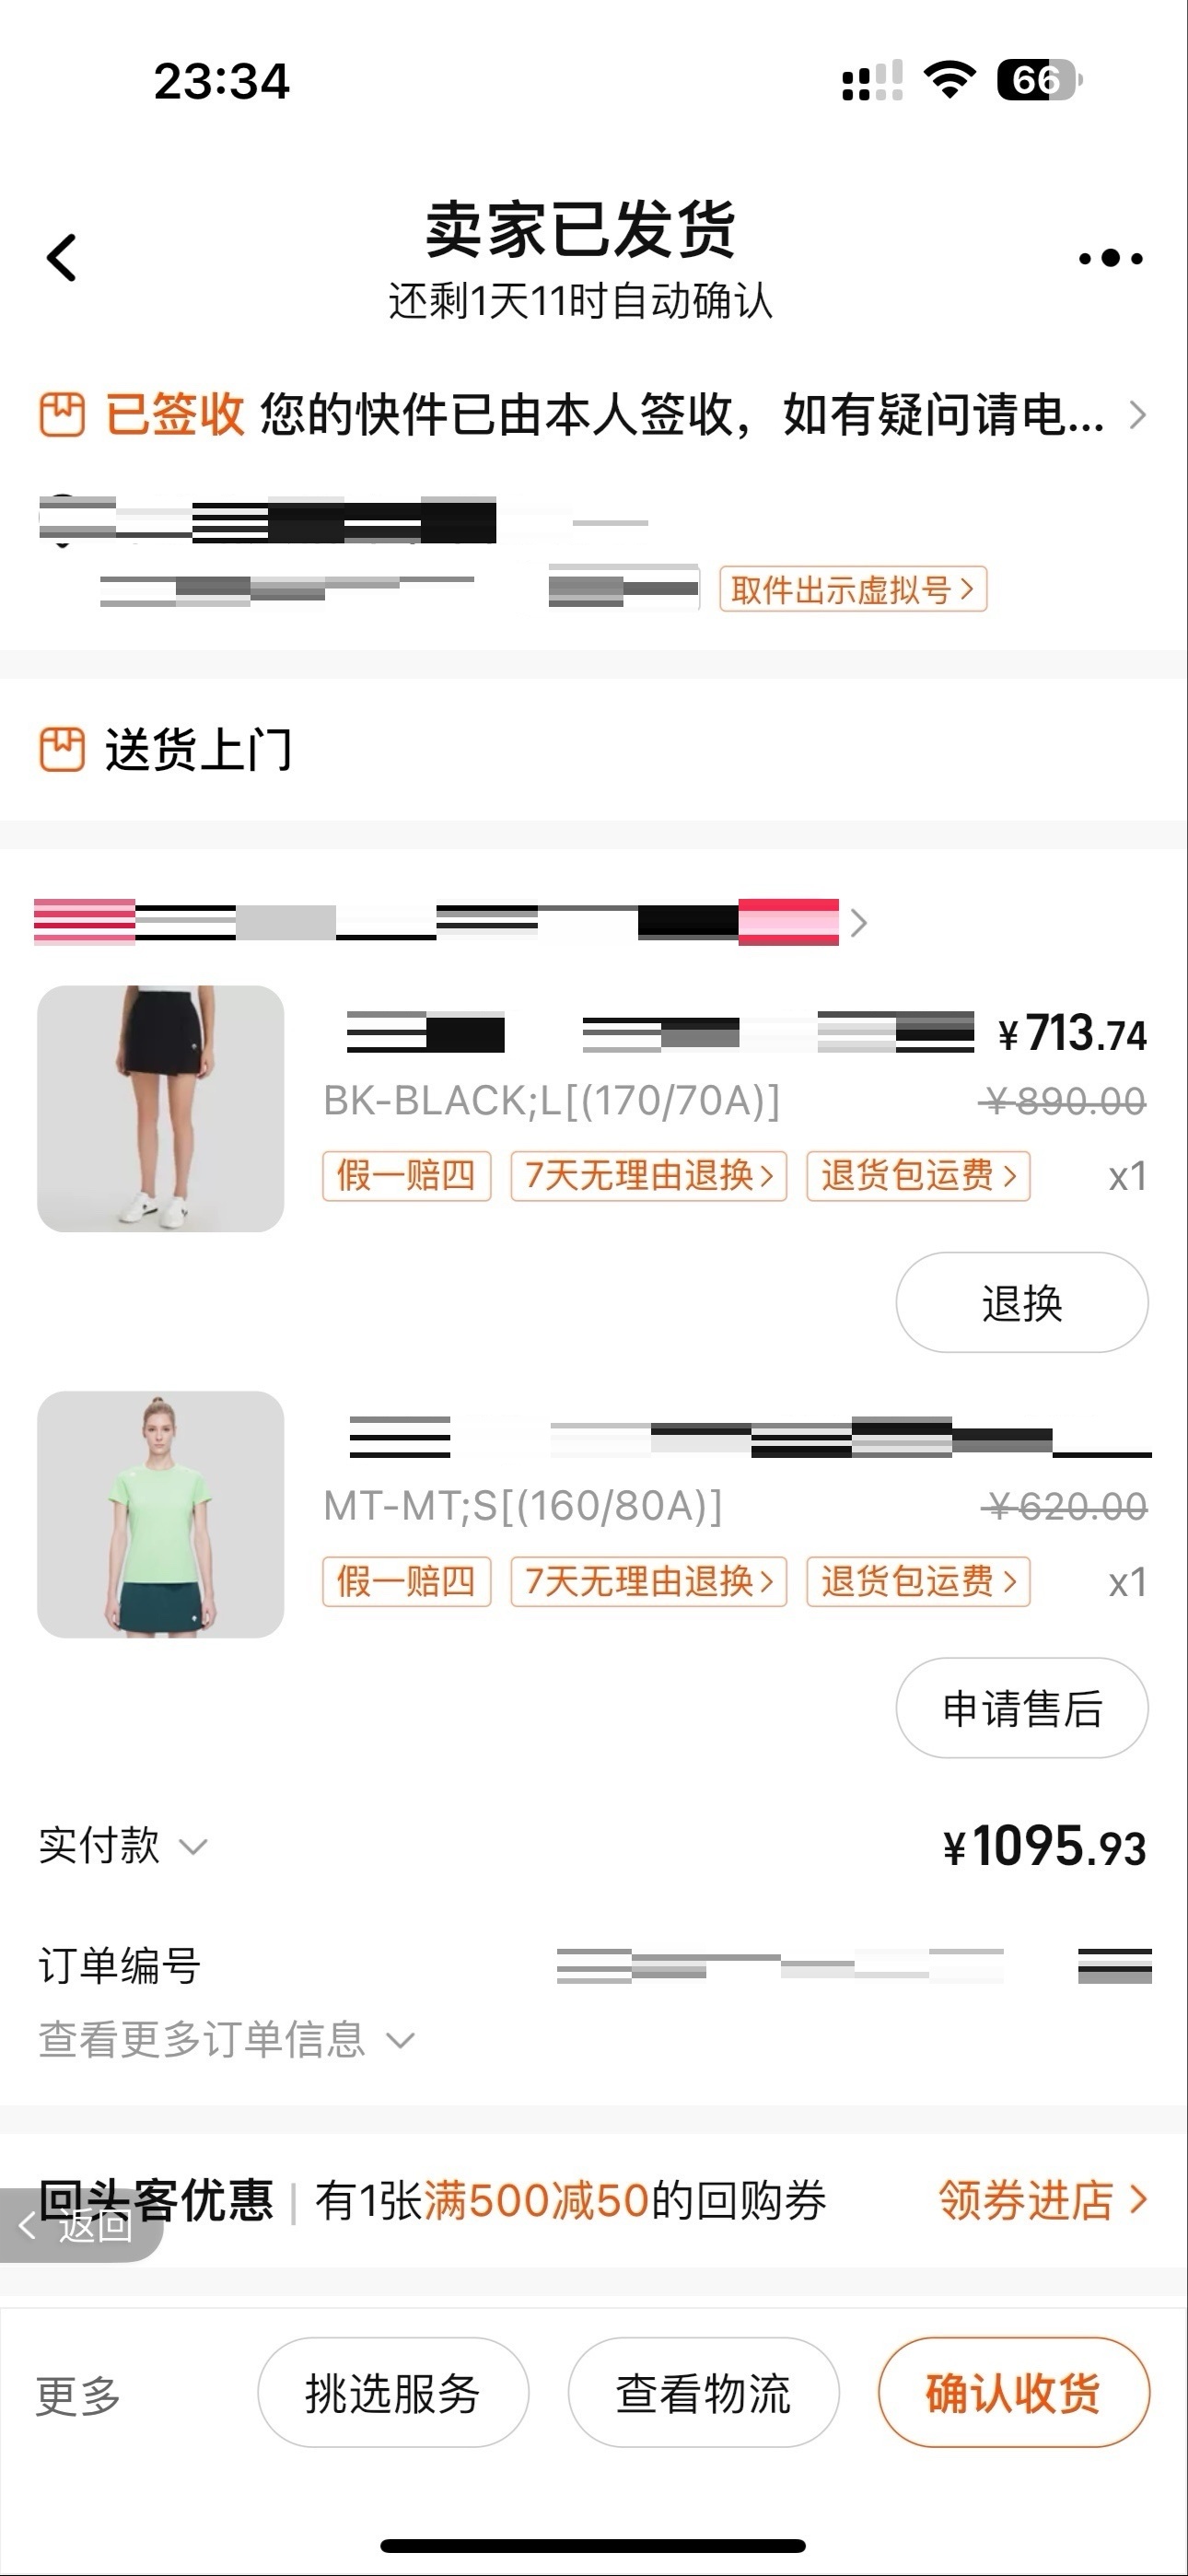 23:34
66
卖家已发货
还剩1天11时自动确认
已签收 您的快件已由本人签收，如有疑问请电...
取件出示虚拟号
送货上门
¥713.74
BK-BLACK;L[(170/70A)] ¥890.00
假一赔四 7天无理由退换 退货包运费 x1
退换
MT-MT;S[(160/80A)] ¥620.00
假一赔四 7天无理由退换 退货包运费 x1
申请售后
实付款 ¥1095.93
订单编号
查看更多订单信息
回头客优惠 | 有1张满500减50的回购券 领券进店
返回
更多 挑选服务 查看物流 确认收货